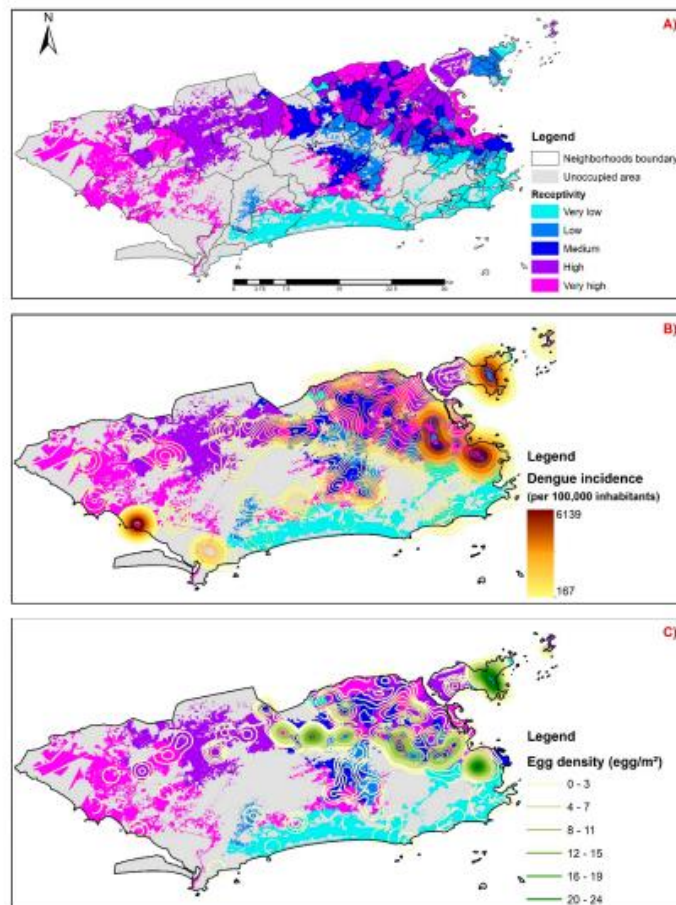 N
A)
Legend
Neighborhoods boundary
Unoccupied area
Receptivity
Very low
Low
Medium
High
Very high
B)
Legend
Dengue incidence
(per 100,000 inhabitants)
6139
167
C)
Legend
Egg density (egg/m²)
0 - 3
4 - 7
8 - 11
12 - 15
16 - 19
20 - 24